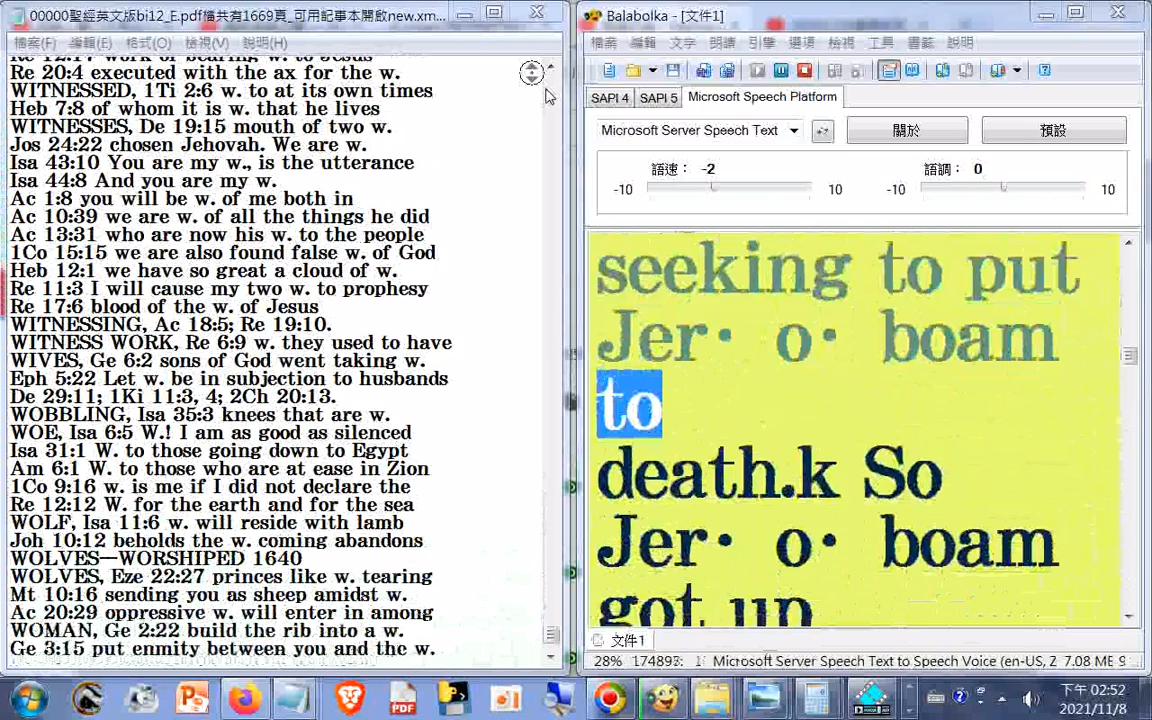 00000聖經英文版bi12_E.pdf檔共有1669頁_可用記事本開啟new.xm...
檔案(F) 編輯(E) 格式(O) 檢視(V) 說明(H)
Re 12:17 work of bearing w. to Jesus
Re 20:4 executed with the ax for the w.
WITNESSED, 1Ti 2:6 w. to at its own times
Heb 7:8 of whom it is w. that he lives
WITNESSES, De 19:15 mouth of two w.
Jos 24:22 chosen Jehovah. We are w.
Isa 43:10 You are my w., is the utterance
Isa 44:8 And you are my w.
Ac 1:8 you will be w. of me both in
Ac 10:39 we are w. of all the things he did
Ac 13:31 who are now his w. to the people
1Co 15:15 we are also found false w. of God
Heb 12:1 we have so great a cloud of w.
Re 11:3 I will cause my two w. to prophesy
Re 17:6 blood of the w. of Jesus
WITNESSING, Ac 18:5; Re 19:10.
WITNESS WORK, Re 6:9 w. they used to have
WIVES, Ge 6:2 sons of God went taking w.
Eph 5:22 Let w. be in subjection to husbands
De 29:11; 1Ki 11:3, 4; 2Ch 20:13.
WOBBLING, Isa 35:3 knees that are w.
WOE, Isa 6:5 W.! I am as good as silenced
Isa 31:1 W. to those going down to Egypt
Am 6:1 W. to those who are at ease in Zion
1Co 9:16 w. is me if I did not declare the
Re 12:12 W. for the earth and for the sea
WOLF, Isa 11:6 w. will reside with lamb
Joh 10:12 beholds the w. coming abandons
WOLVES—WORSHIPED 1640
WOLVES, Eze 22:27 princes like w. tearing
Mt 10:16 sending you as sheep amidst w.
Ac 20:29 oppressive w. will enter in among
WOMAN, Ge 2:22 build the rib into a w.
Ge 3:15 put enmity between you and the w.
Balabolka - [文件1]
檔案 編輯 文字 朗讀 引擎 選項 檢視 工具 書籤 說明
SAPI 4 SAPI 5 Microsoft Speech Platform
Microsoft Server Speech Text 關於 預設
語速： -2 語調： 0
-10 10 -10 10
seeking to put
Jer· o· boam
to
death.k So
Jer· o· boam
got up
文件1
28% Microsoft Server Speech Text to Speech Voice (en-US, Z 7.08 MB
下午 02:52
2021/11/8